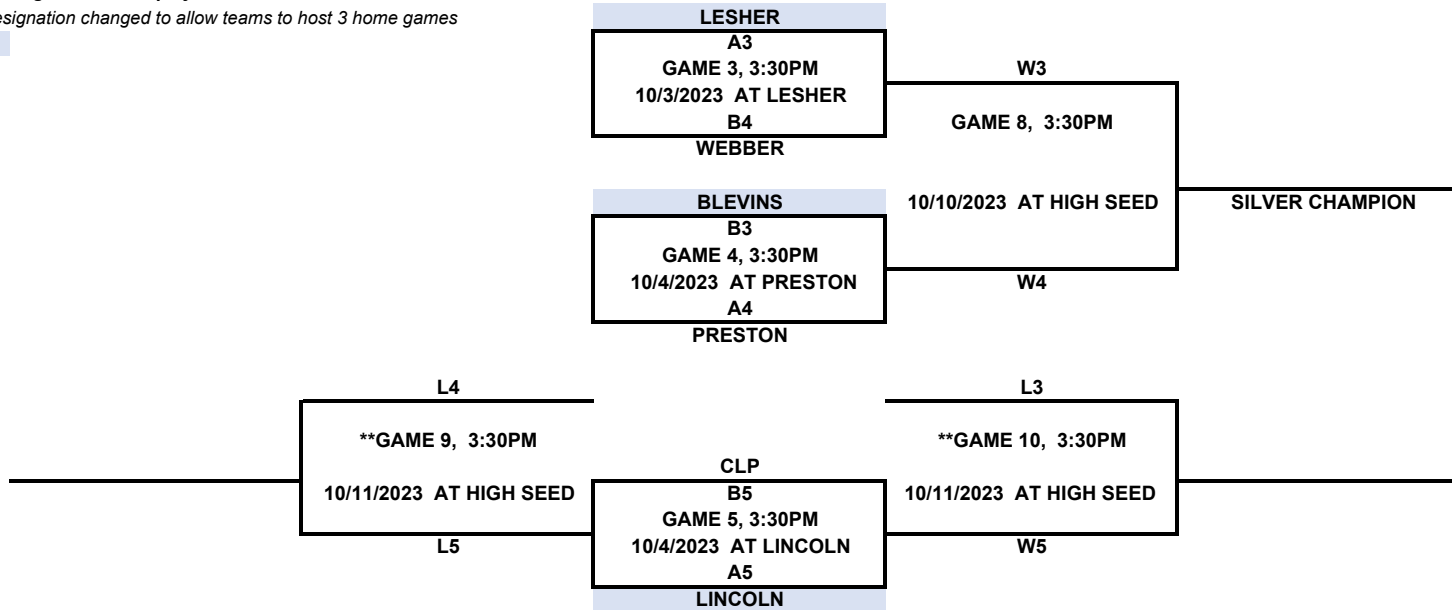 esignation changed to allow teams to host 3 home games
LESHER
A3
GAME 3, 3:30PM
10/3/2023 AT LESHER
B4
WEBBER
W3
GAME 8, 3:30PM
10/10/2023 AT HIGH SEED
SILVER CHAMPION
BLEVINS
B3
GAME 4, 3:30PM
10/4/2023 AT PRESTON
A4
PRESTON
W4
L4
**GAME 9, 3:30PM
10/11/2023 AT HIGH SEED
L5
CLP
B5
GAME 5, 3:30PM
10/4/2023 AT LINCOLN
A5
LINCOLN
L3
**GAME 10, 3:30PM
10/11/2023 AT HIGH SEED
W5